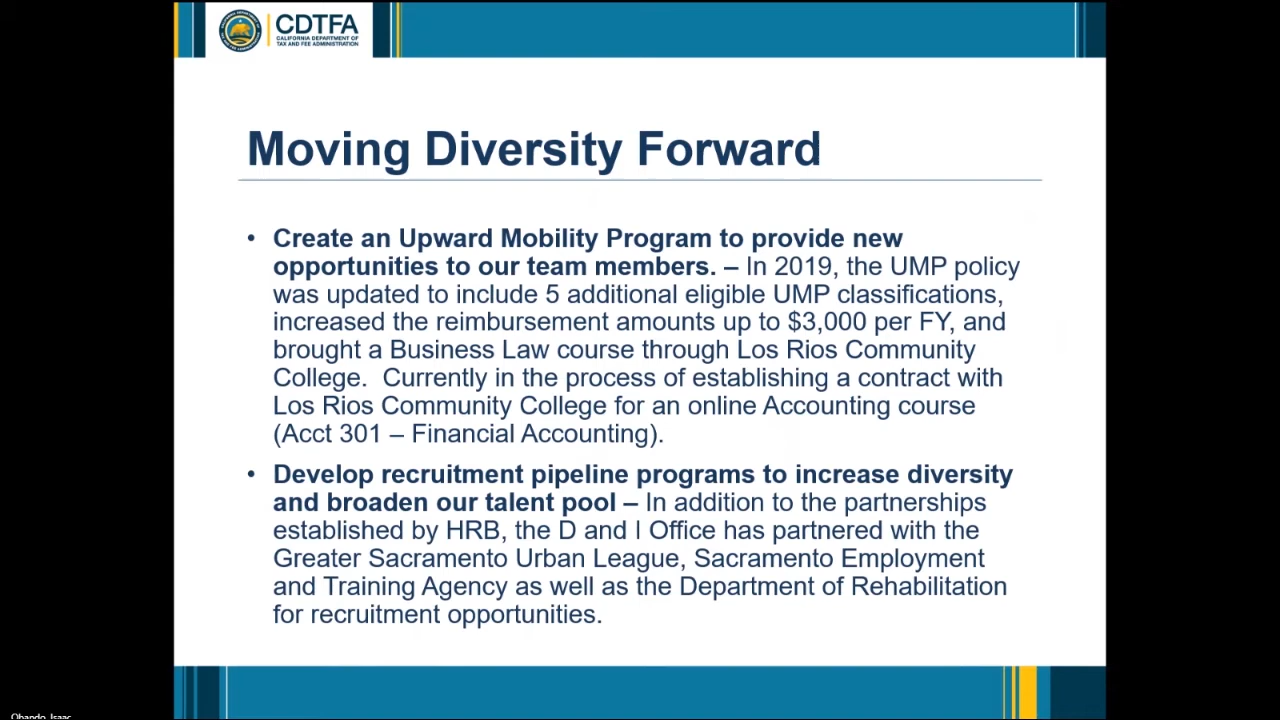 CDTFA
CALIFORNIA DEPARTMENT OF
TAX AND FEE ADMINISTRATION
Moving Diversity Forward
• Create an Upward Mobility Program to provide new
opportunities to our team members. – In 2019, the UMP policy
was updated to include 5 additional eligible UMP classifications,
increased the reimbursement amounts up to $3,000 per FY, and
brought a Business Law course through Los Rios Community
College.  Currently in the process of establishing a contract with
Los Rios Community College for an online Accounting course
(Acct 301 – Financial Accounting).
• Develop recruitment pipeline programs to increase diversity
and broaden our talent pool – In addition to the partnerships
established by HRB, the D and I Office has partnered with the
Greater Sacramento Urban League, Sacramento Employment
and Training Agency as well as the Department of Rehabilitation
for recruitment opportunities.
Obando, Isaac